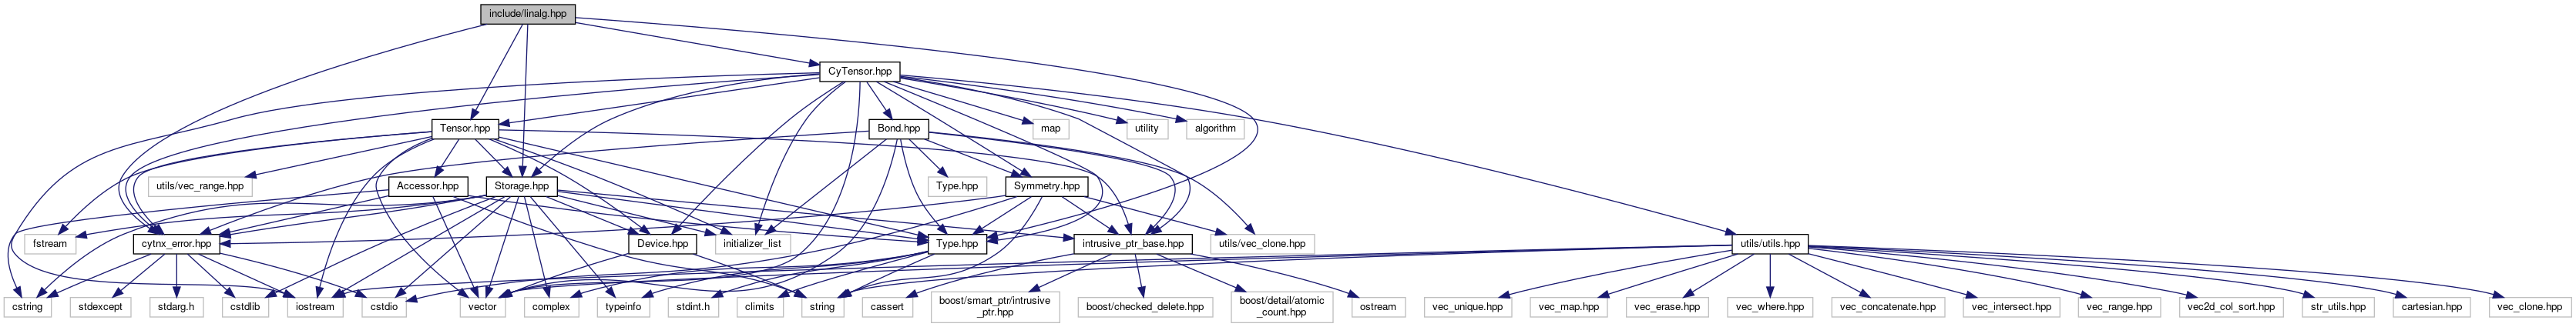 include/linalg.hpp
CyTensor.hpp
Tensor.hpp
Bond.hpp
map
utility
algorithm
utils/vec_range.hpp
Accessor.hpp
Storage.hpp
Type.hpp
Symmetry.hpp
fstream
cytnx_error.hpp
Device.hpp
initializer_list
Type.hpp
intrusive_ptr_base.hpp
utils/vec_clone.hpp
utils/utils.hpp
cstring
stdexcept
stdarg.h
cstdlib
iostream
cstdio
vector
complex
typeinfo
stdint.h
climits
string
cassert
boost/smart_ptr/intrusive
_ptr.hpp
boost/checked_delete.hpp
boost/detail/atomic
_count.hpp
ostream
vec_unique.hpp
vec_map.hpp
vec_erase.hpp
vec_where.hpp
vec_concatenate.hpp
vec_intersect.hpp
vec_range.hpp
vec2d_col_sort.hpp
str_utils.hpp
cartesian.hpp
vec_clone.hpp